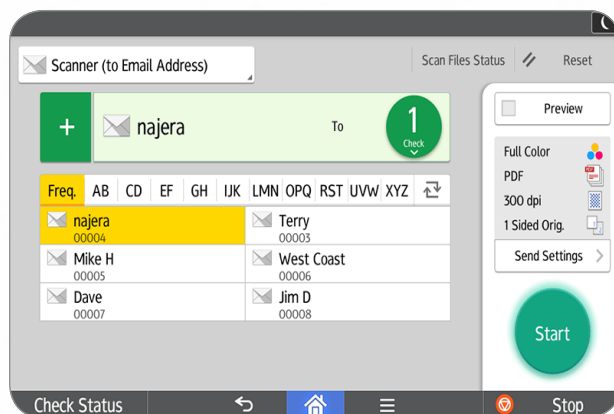 Scanner (to Email Address)
Scan Files Status
Reset
+
najera
To
1
Check
Freq. AB CD EF GH IJK LMN OPQ RST UVW XYZ
najera
00004
Terry
00003
Mike H
00005
West Coast
00006
Dave
00007
Jim D
00008
Preview
Full Color
PDF
300 dpi
1 Sided Orig.
Send Settings
Start
Check Status
Stop